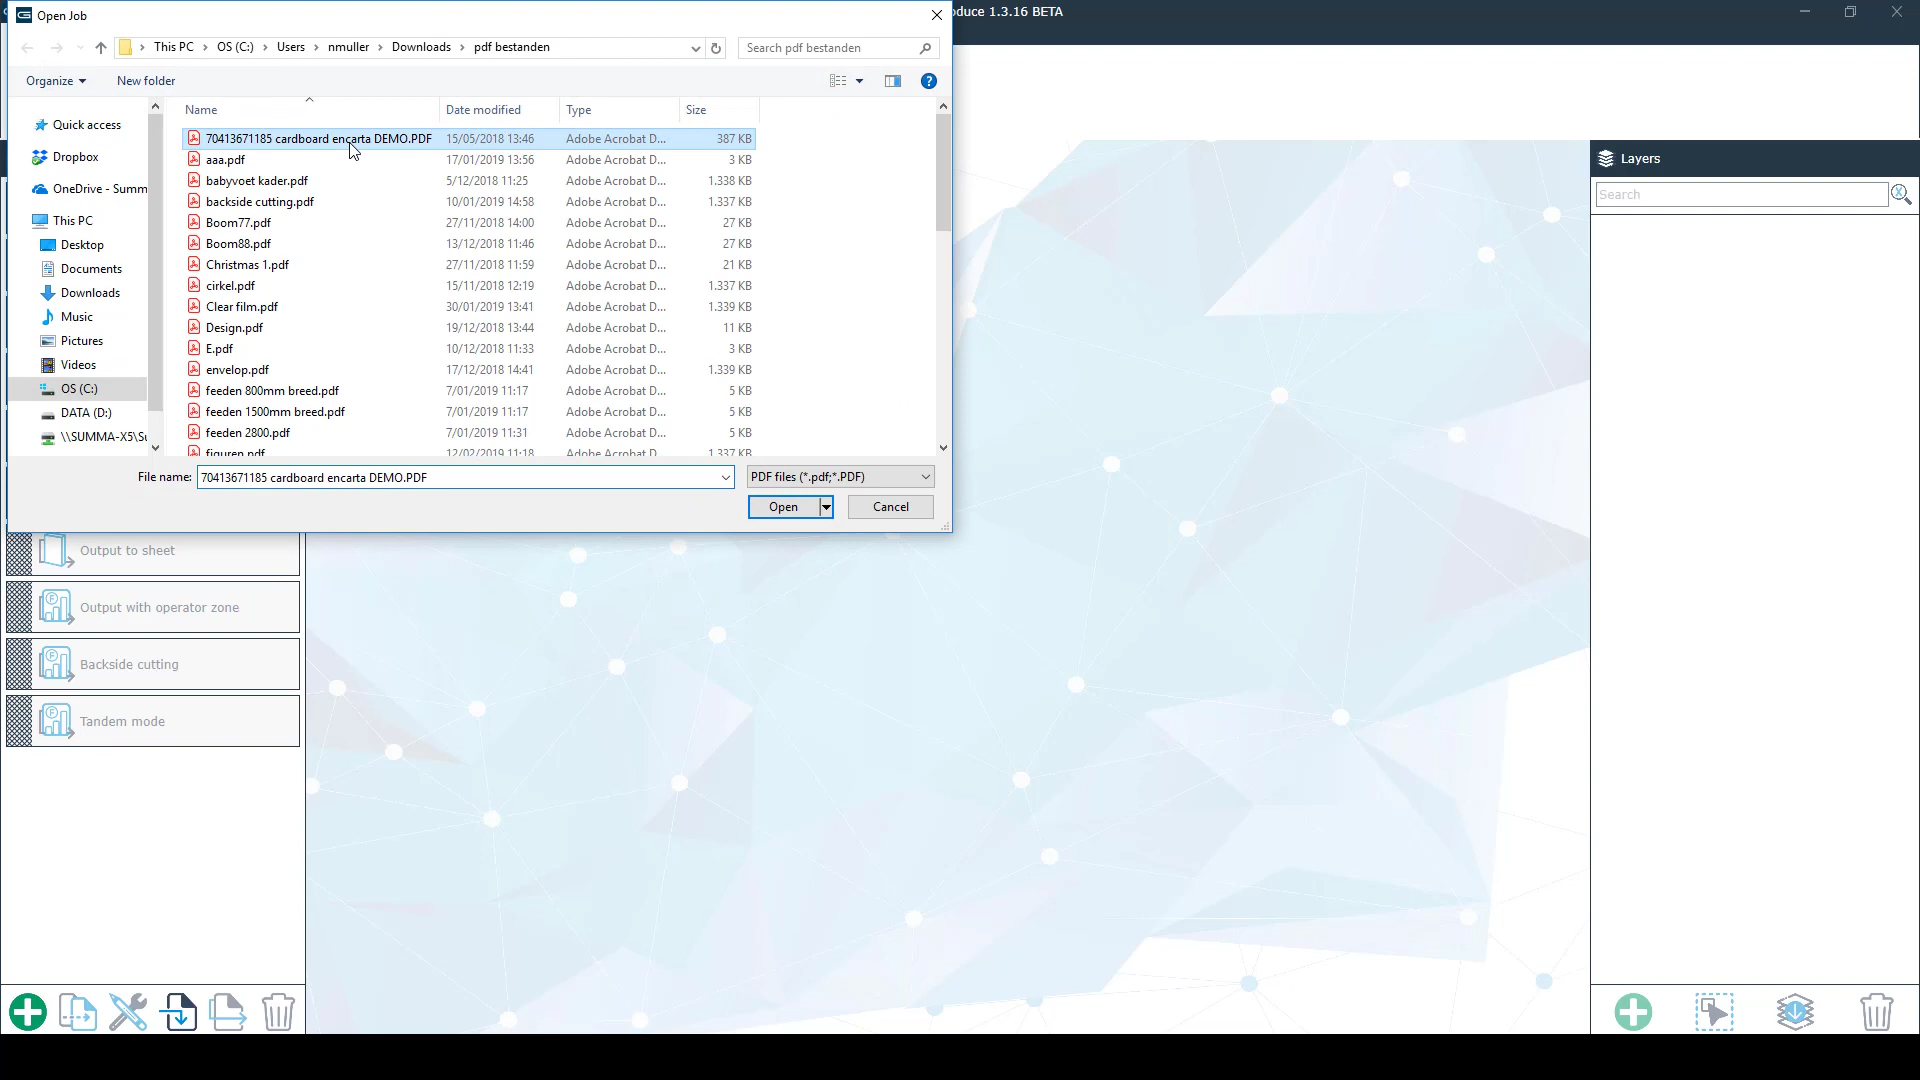 Open Job
oduce 1.3.16 BETA
This PC > OS (C:) > Users > nmuller > Downloads > pdf bestanden
Search pdf bestanden
Organize
New folder
Name
Date modified
Type
Size
Quick access
Dropbox
OneDrive - Summ
This PC
Desktop
Documents
Downloads
Music
Pictures
Videos
OS (C:)
DATA (D:)
\\SUMMA-X5\Su
70413671185 cardboard encarta DEMO.PDF 15/05/2018 13:46 Adobe Acrobat D... 387 KB
aaa.pdf 17/01/2019 13:56 Adobe Acrobat D... 3 KB
babyvoet kader.pdf 5/12/2018 11:25 Adobe Acrobat D... 1.338 KB
backside cutting.pdf 10/01/2019 14:58 Adobe Acrobat D... 1.337 KB
Boom77.pdf 27/11/2018 14:00 Adobe Acrobat D... 27 KB
Boom88.pdf 13/12/2018 11:46 Adobe Acrobat D... 27 KB
Christmas 1.pdf 27/11/2018 11:59 Adobe Acrobat D... 21 KB
cirkel.pdf 15/11/2018 12:19 Adobe Acrobat D... 1.337 KB
Clear film.pdf 30/01/2019 13:41 Adobe Acrobat D... 1.339 KB
Design.pdf 19/12/2018 13:44 Adobe Acrobat D... 11 KB
E.pdf 10/12/2018 11:33 Adobe Acrobat D... 3 KB
envelop.pdf 17/12/2018 14:41 Adobe Acrobat D... 1.339 KB
feeden 800mm breed.pdf 7/01/2019 11:17 Adobe Acrobat D... 5 KB
feeden 1500mm breed.pdf 7/01/2019 11:17 Adobe Acrobat D... 5 KB
feeden 2800.pdf 7/01/2019 11:31 Adobe Acrobat D... 5 KB
figuren.pdf 12/02/2019 11:18 Adobe Acrobat D... 1.337 KB
File name: 70413671185 cardboard encarta DEMO.PDF
PDF files (*.pdf;*.PDF)
Open
Cancel
Output to sheet
Output with operator zone
Backside cutting
Tandem mode
Layers
Search